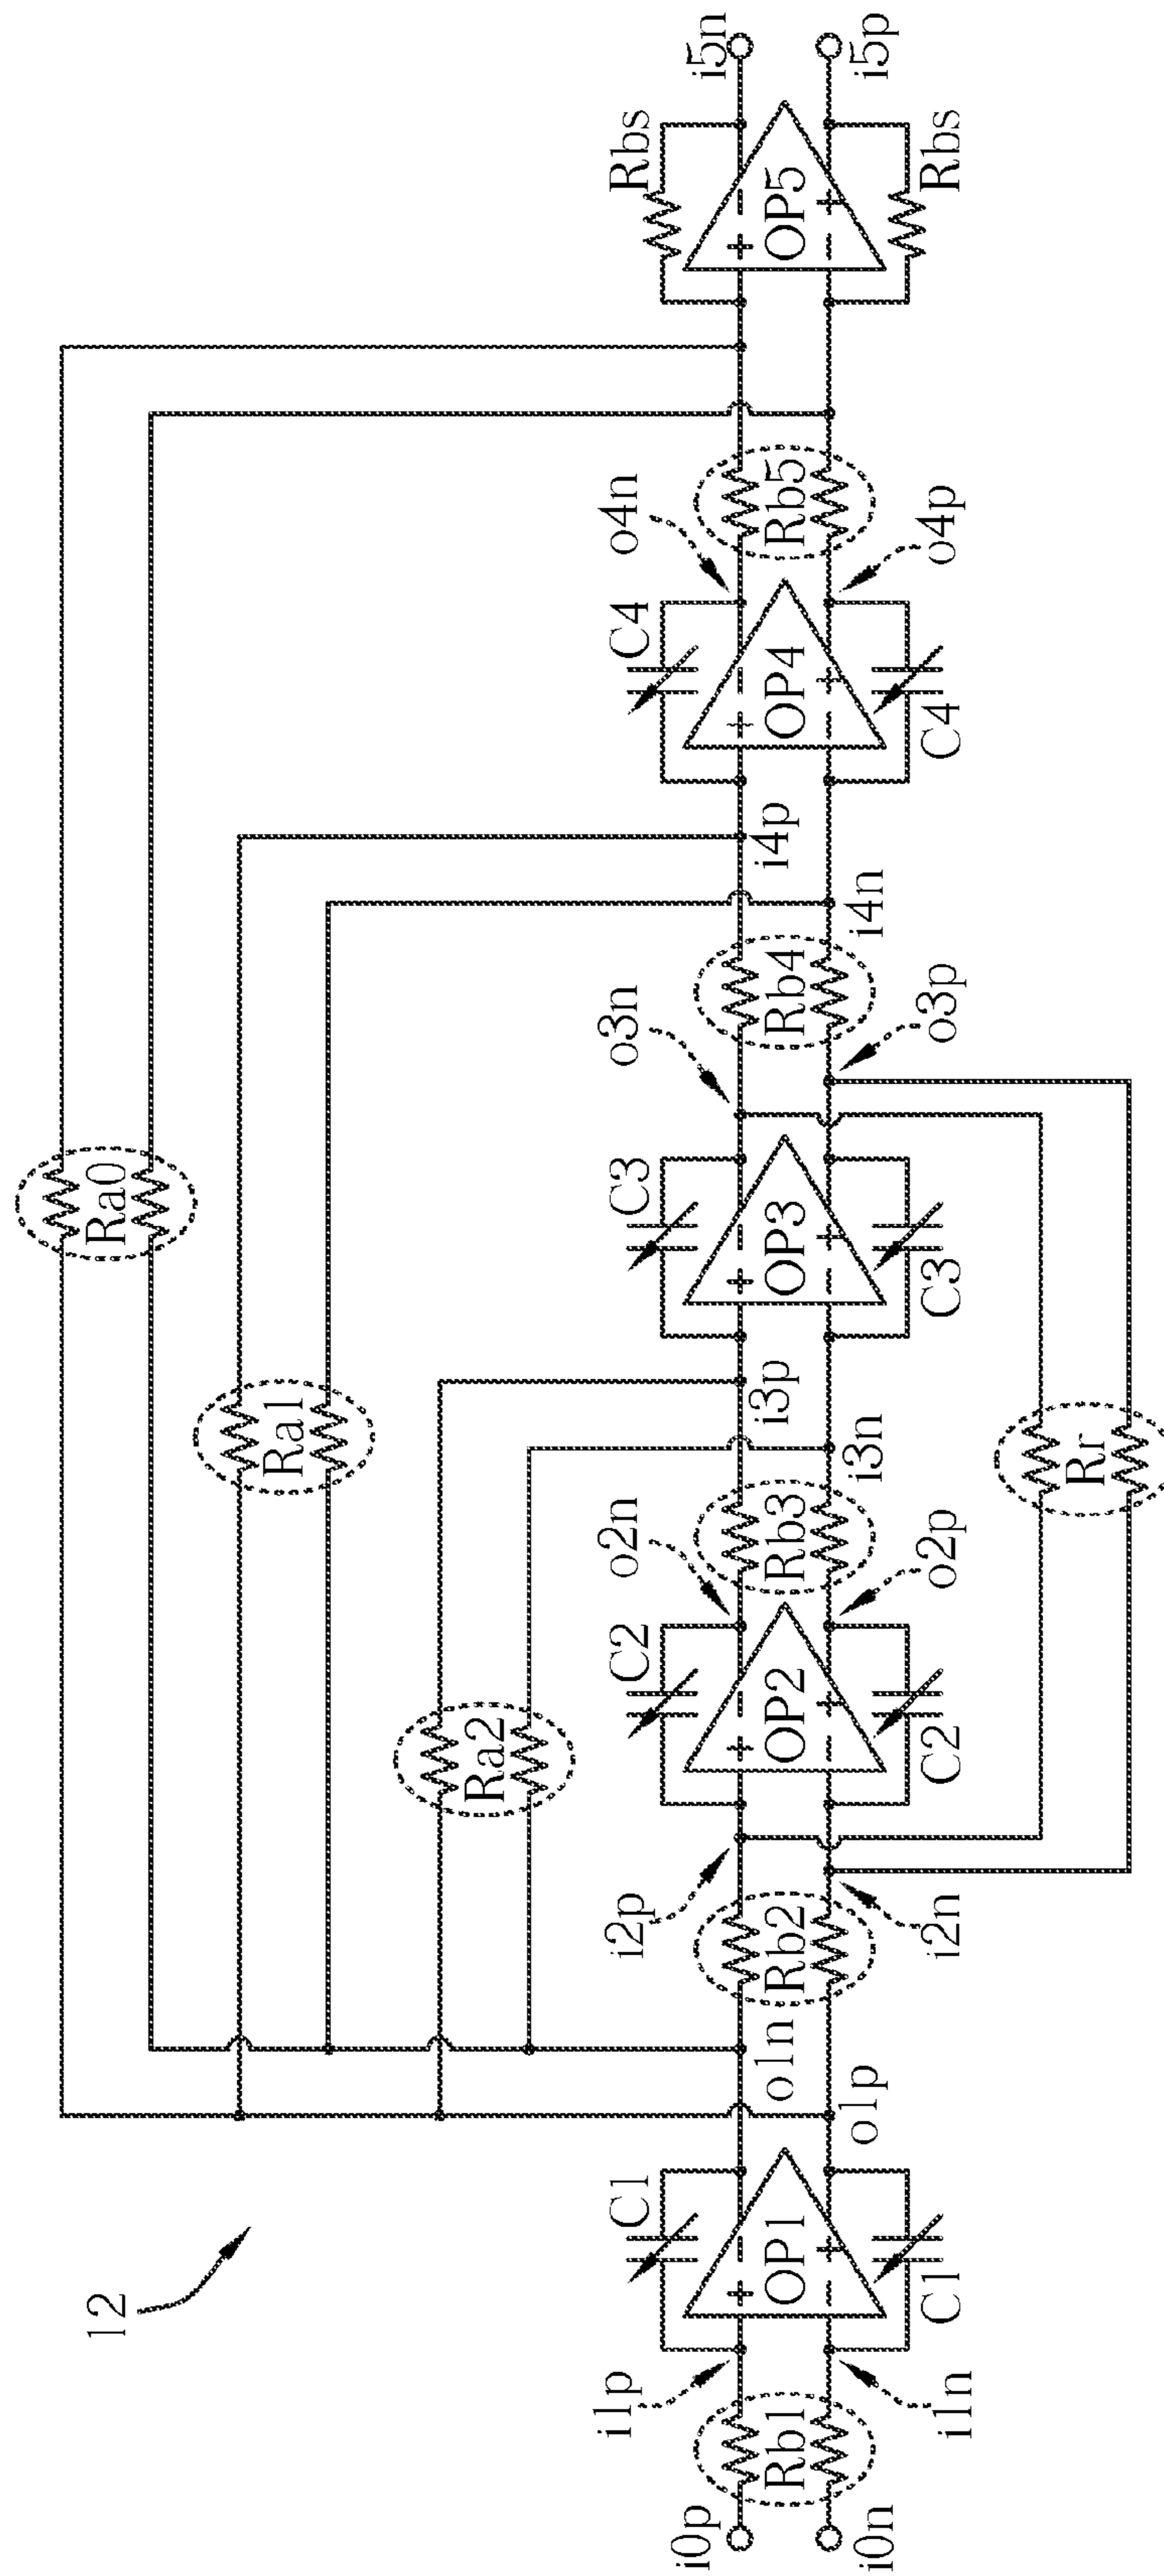 12
Ra0
Ra1
Ra2
i0p
i1p
C1
i2p
C2
o2n
C3
o3n
C4
o4n
Rbs
i5n
Rb1
OP1
o1n
Rb2
OP2
Rb3
i3p
OP3
Rb4
i4p
OP4
Rb5
OP5
i0n
i1n
C1
o1p
i2n
C2
o2p
i3n
C3
o3p
i4n
C4
o4p
Rbs
i5p
Rr